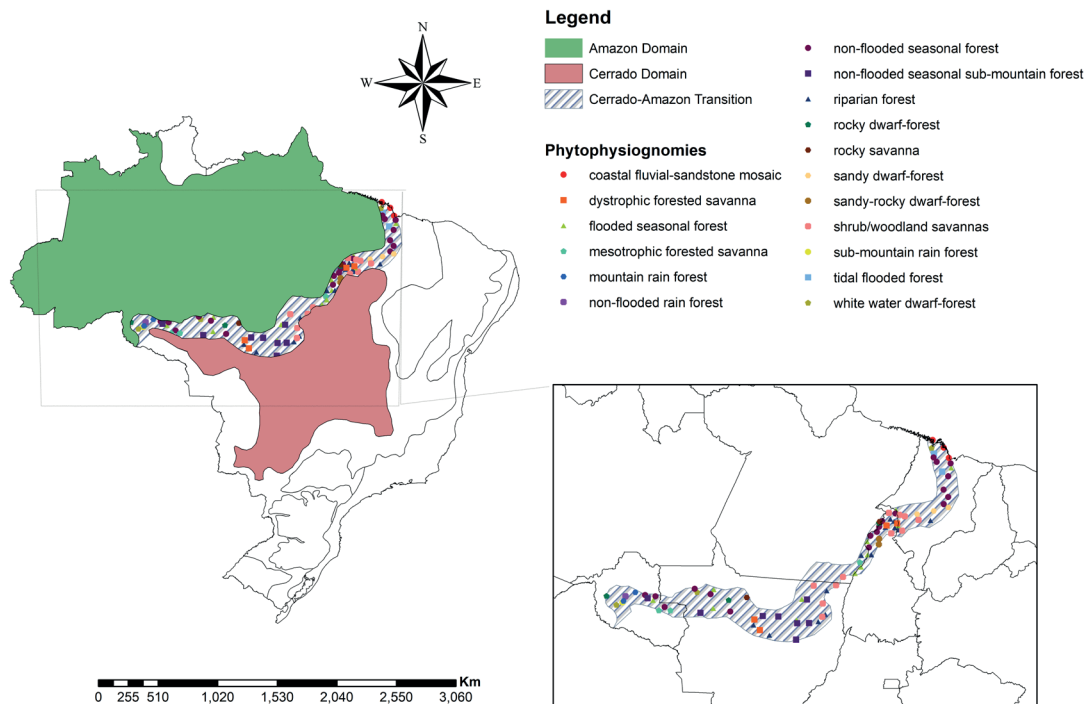 N
W
E
S
Legend
Amazon Domain
Cerrado Domain
Cerrado-Amazon Transition
Phytophysiognomies
coastal fluvial-sandstone mosaic
dystrophic forested savanna
flooded seasonal forest
mesotrophic forested savanna
mountain rain forest
non-flooded rain forest
non-flooded seasonal forest
non-flooded seasonal sub-mountain forest
riparian forest
rocky dwarf-forest
rocky savanna
sandy dwarf-forest
sandy-rocky dwarf-forest
shrub/woodland savannas
sub-mountain rain forest
tidal flooded forest
white water dwarf-forest
Km
0 255 510 1,020 1,530 2,040 2,550 3,060